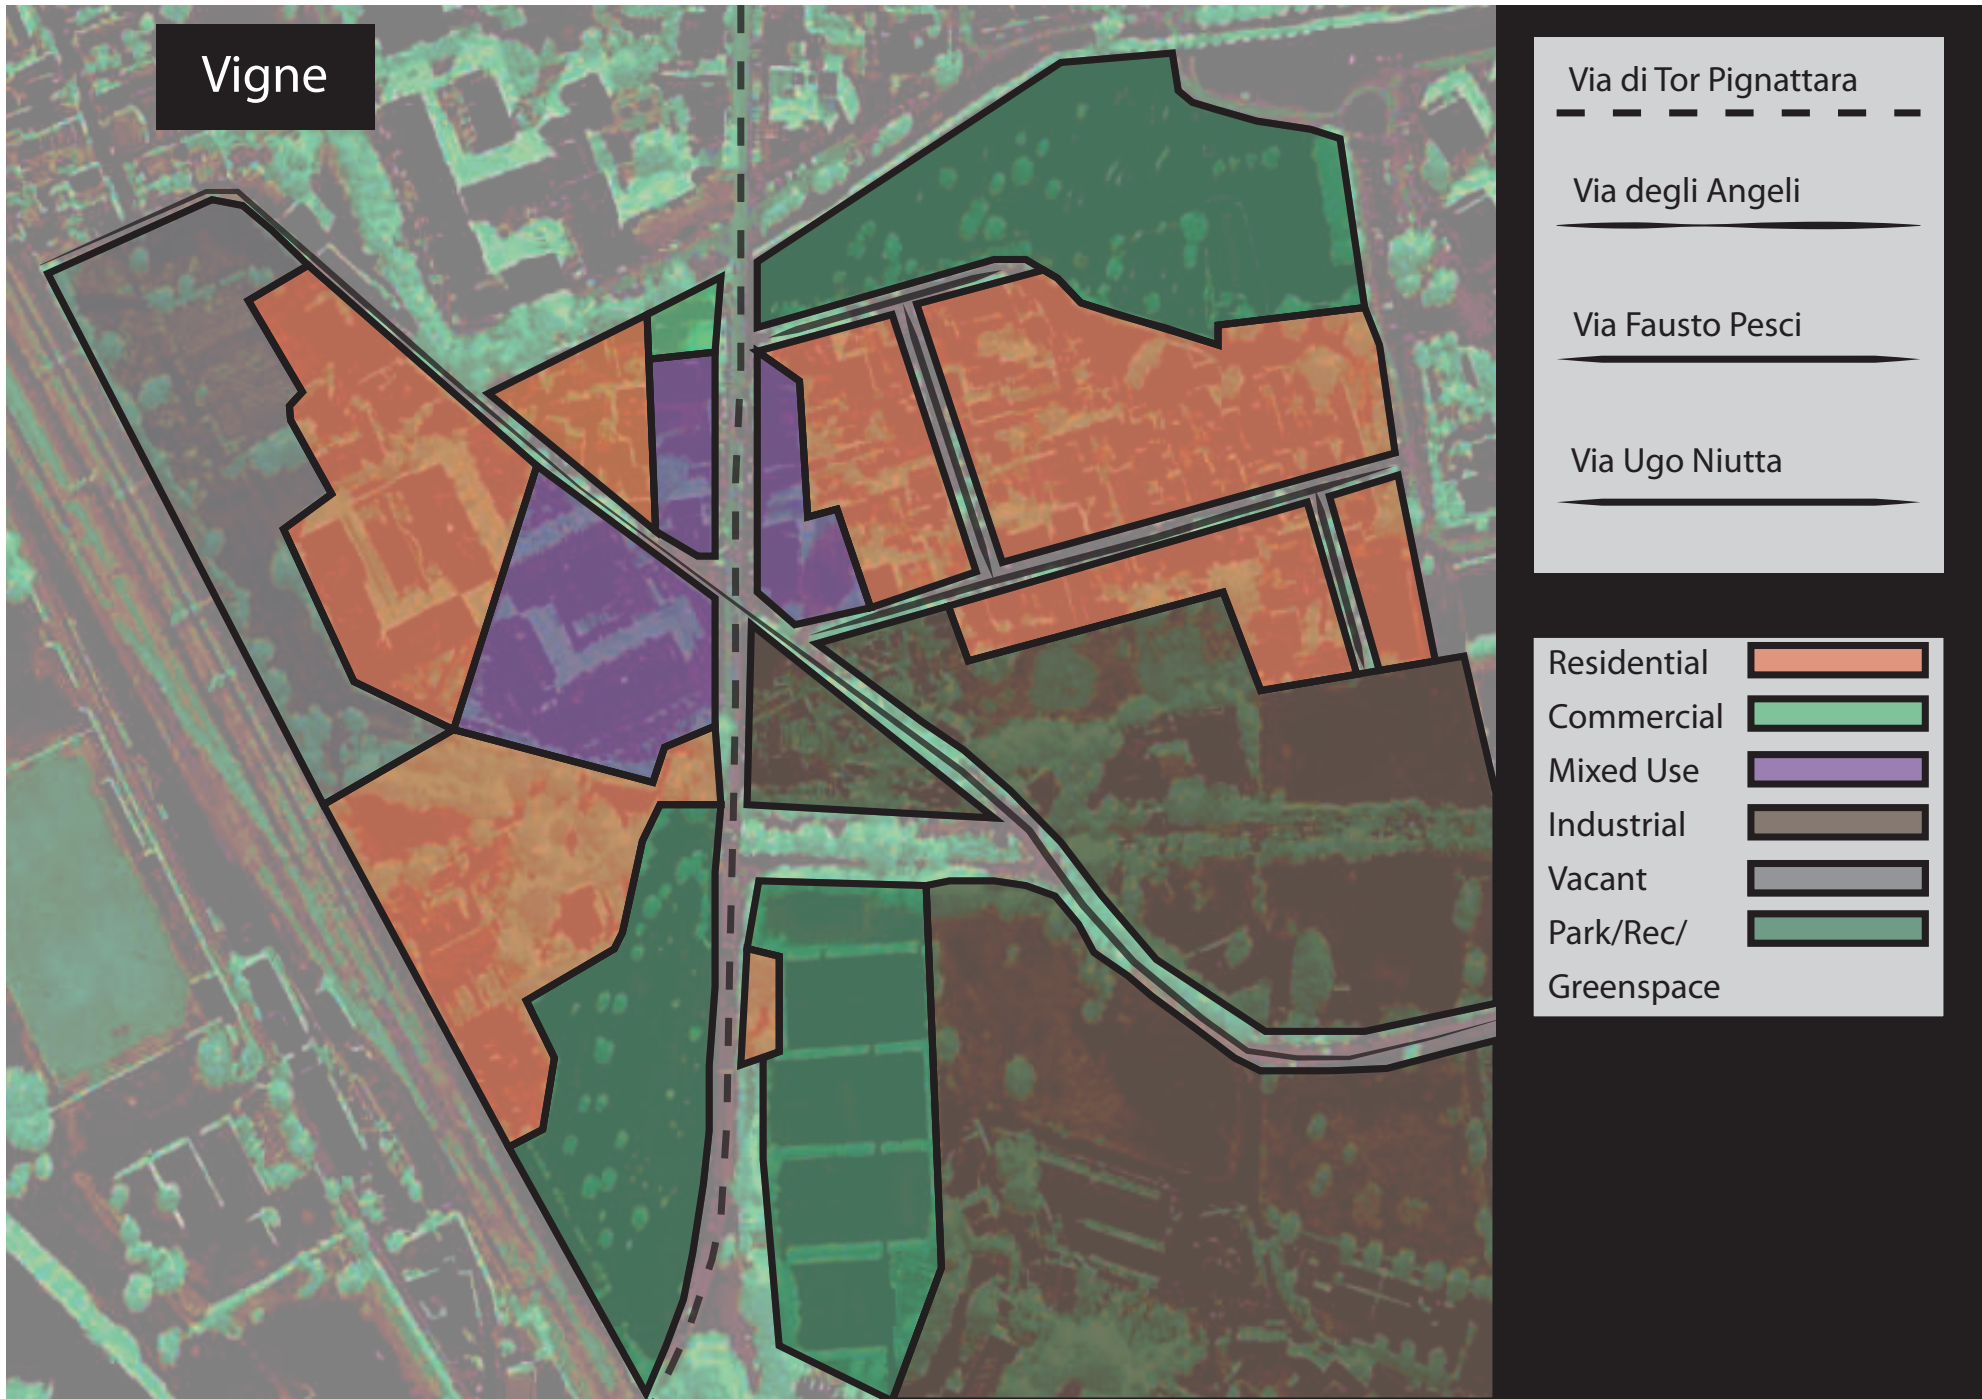 Vigne
Via di Tor Pignattara
Via degli Angeli
Via Fausto Pesci
Via Ugo Niutta
Residential
Commercial
Mixed Use
Industrial
Vacant
Park/Rec/
Greenspace